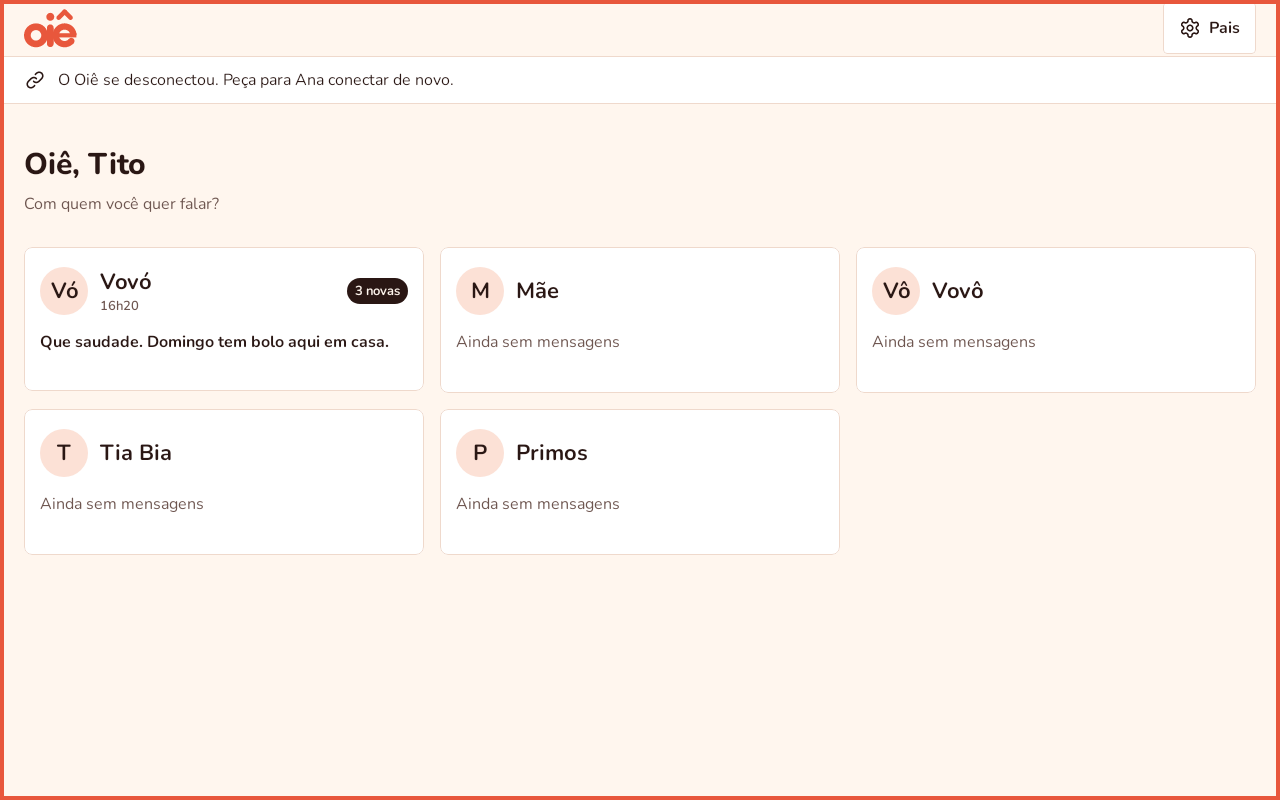 oiê
Pais
O Oiê se desconectou. Peça para Ana conectar de novo.
Oiê, Tito
Com quem você quer falar?
Vó
Vovó
16h20
3 novas
Que saudade. Domingo tem bolo aqui em casa.
M
Mãe
Ainda sem mensagens
Vô
Vovô
Ainda sem mensagens
T
Tia Bia
Ainda sem mensagens
P
Primos
Ainda sem mensagens